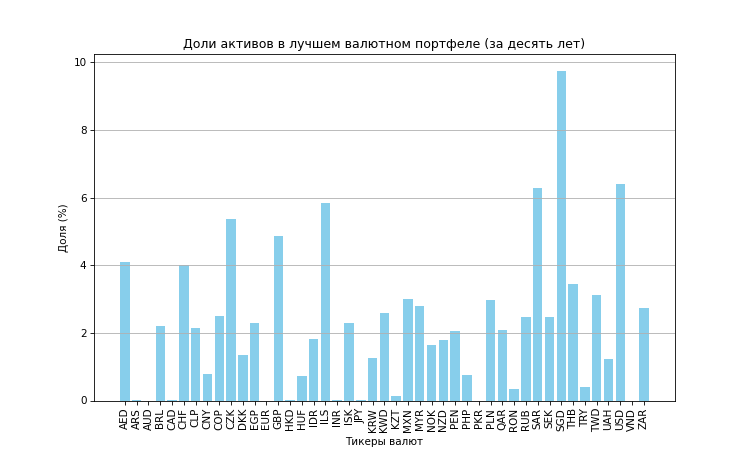 Доли активов в лучшем валютном портфеле (за десять лет)
Доля (%)
10
8
6
4
2
0
AED ARS AUD BRL CAD CHF CLP CNY COP CZK DKK EGP EUR GBP HKD HUF IDR ILS INR ISK JPY KRW KWD KZT MXN MYR NOK NZD PEN PHP PKR PLN QAR RON RUB SAR SEK SGD THB TRY TWD UAH USD VND ZAR
Тикеры валют